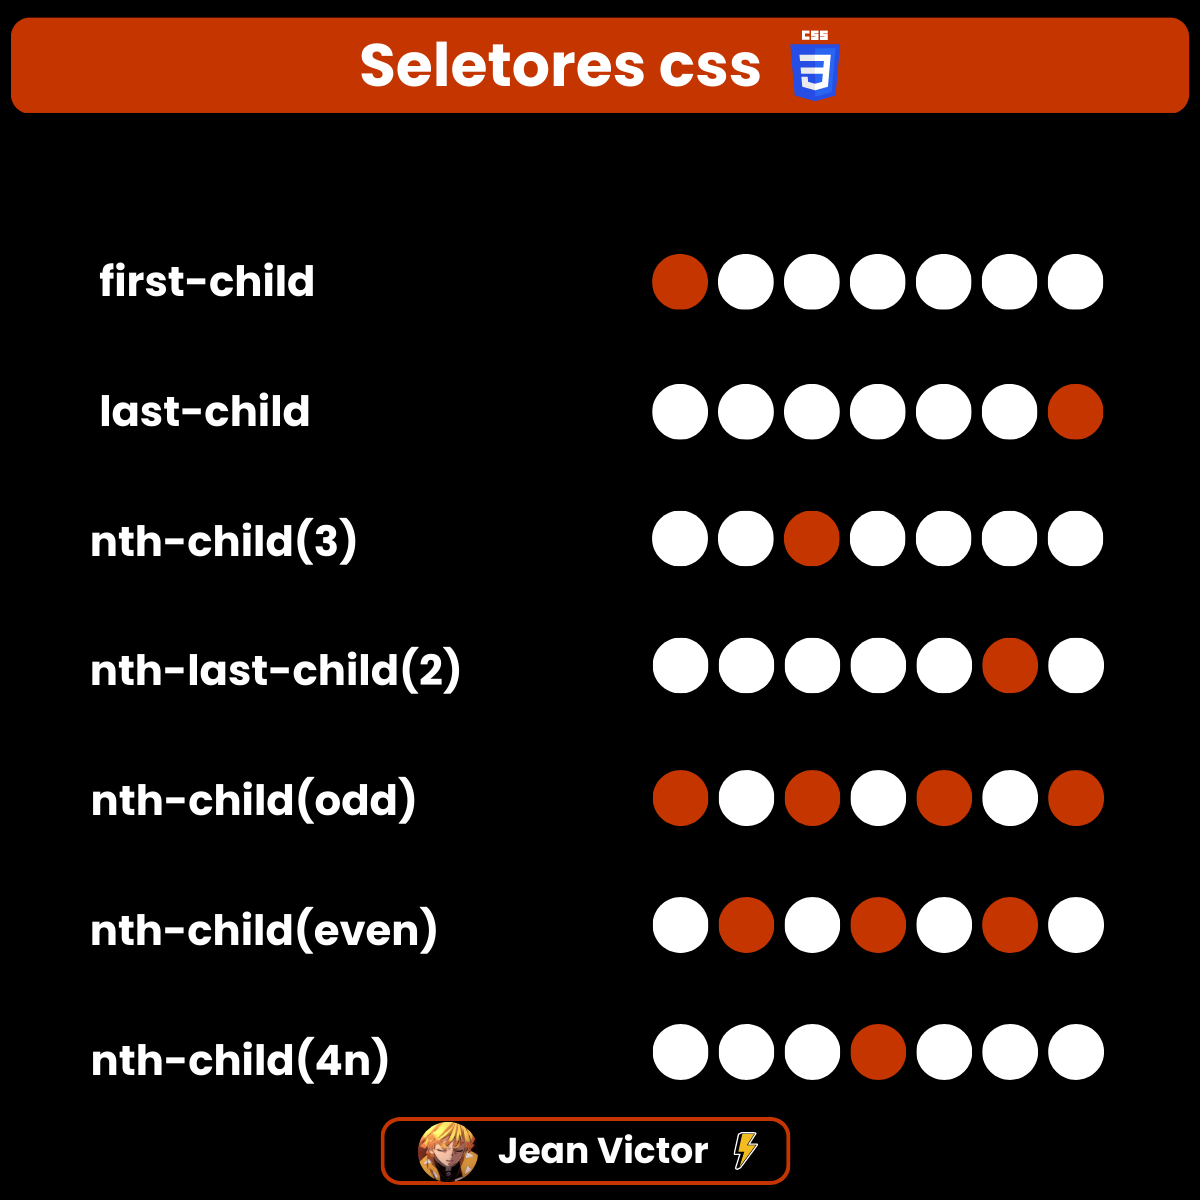 Seletores css CSS 3
first-child
last-child
nth-child(3)
nth-last-child(2)
nth-child(odd)
nth-child(even)
nth-child(4n)
Jean Victor